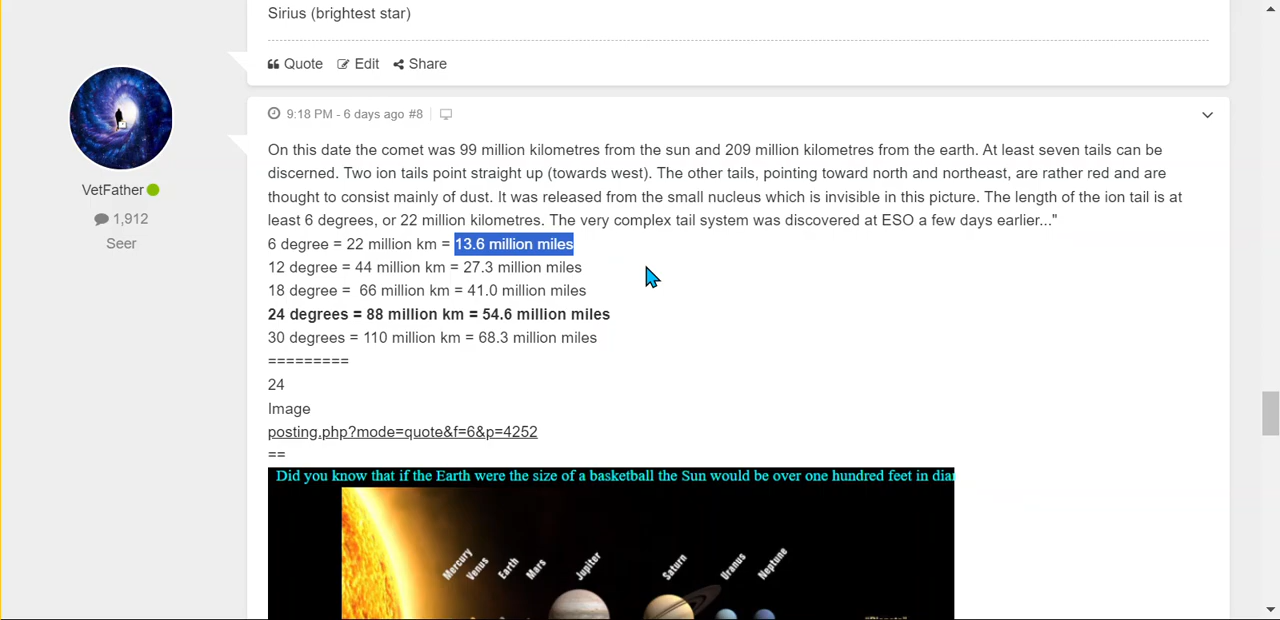 Sirius (brightest star)
Quote Edit Share
9:18 PM - 6 days ago #8
VetFather
1,912
Seer
On this date the comet was 99 million kilometres from the sun and 209 million kilometres from the earth. At least seven tails can be
discerned. Two ion tails point straight up (towards west). The other tails, pointing toward north and northeast, are rather red and are
thought to consist mainly of dust. It was released from the small nucleus which is invisible in this picture. The length of the ion tail is at
least 6 degrees, or 22 million kilometres. The very complex tail system was discovered at ESO a few days earlier..."
6 degree = 22 million km = 13.6 million miles
12 degree = 44 million km = 27.3 million miles
18 degree =  66 million km = 41.0 million miles
24 degrees = 88 million km = 54.6 million miles
30 degrees = 110 million km = 68.3 million miles
=========
24
Image
posting.php?mode=quote&f=6&p=4252
==
Did you know that if the Earth were the size of a basketball the Sun would be over one hundred feet in
Mercury
Venus
Earth
Mars
Jupiter
Saturn
Uranus
Neptune